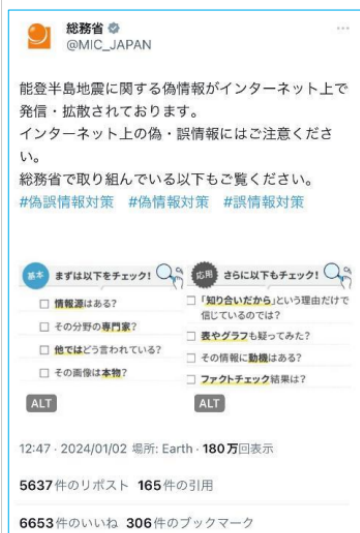 総務省
@MIC_JAPAN
能登半島地震に関する偽情報がインターネット上で
発信・拡散されております。
インターネット上の偽・誤情報にはご注意くださ
い。
総務省で取り組んでいる以下もご覧ください。
#偽誤情報対策 #偽情報対策 #誤情報対策
基本 まずは以下をチェック!
□ 情報源はある?
□ その分野の専門家?
□ 他ではどう言われている?
□ その画像は本物?
ALT
応用 さらに以下もチェック!
□ 「知り合いだから」という理由だけで
信じているのでは?
□ 表やグラフも疑ってみた?
□ その情報に動機はある?
□ ファクトチェック結果は?
ALT
12:47 · 2024/01/02 場所: Earth · 180万回表示
5637件のリポスト 165件の引用
6653件のいいね 306件のブックマーク